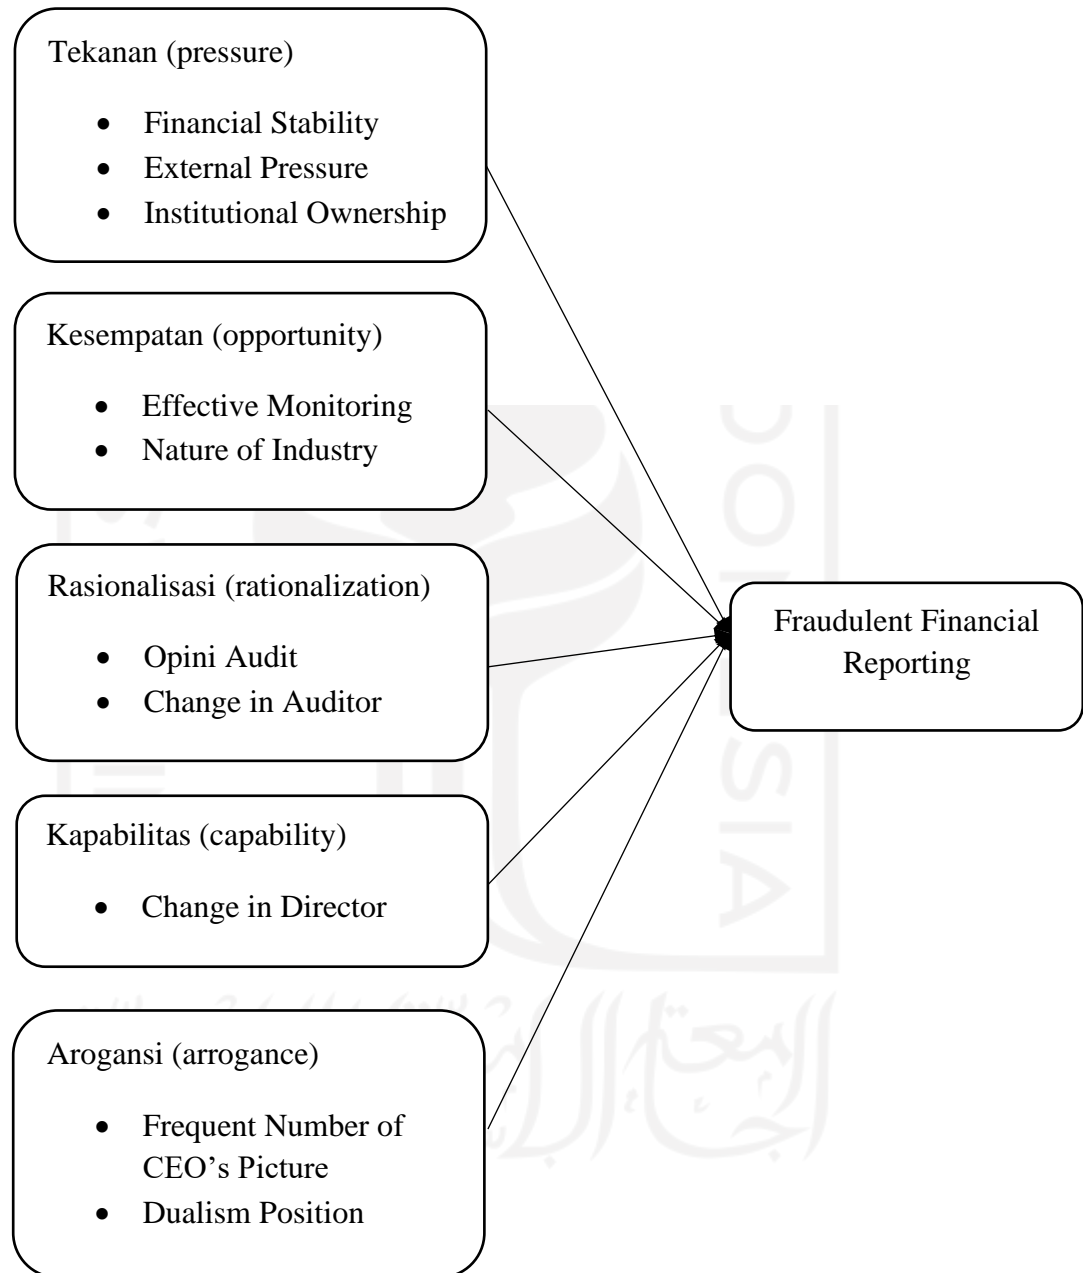 Tekanan (pressure)
• Financial Stability
• External Pressure
• Institutional Ownership
Kesempatan (opportunity)
• Effective Monitoring
• Nature of Industry
Rasionalisasi (rationalization)
• Opini Audit
• Change in Auditor
Kapabilitas (capability)
• Change in Director
Arogansi (arrogance)
• Frequent Number of
CEO’s Picture
• Dualism Position
Fraudulent Financial
Reporting